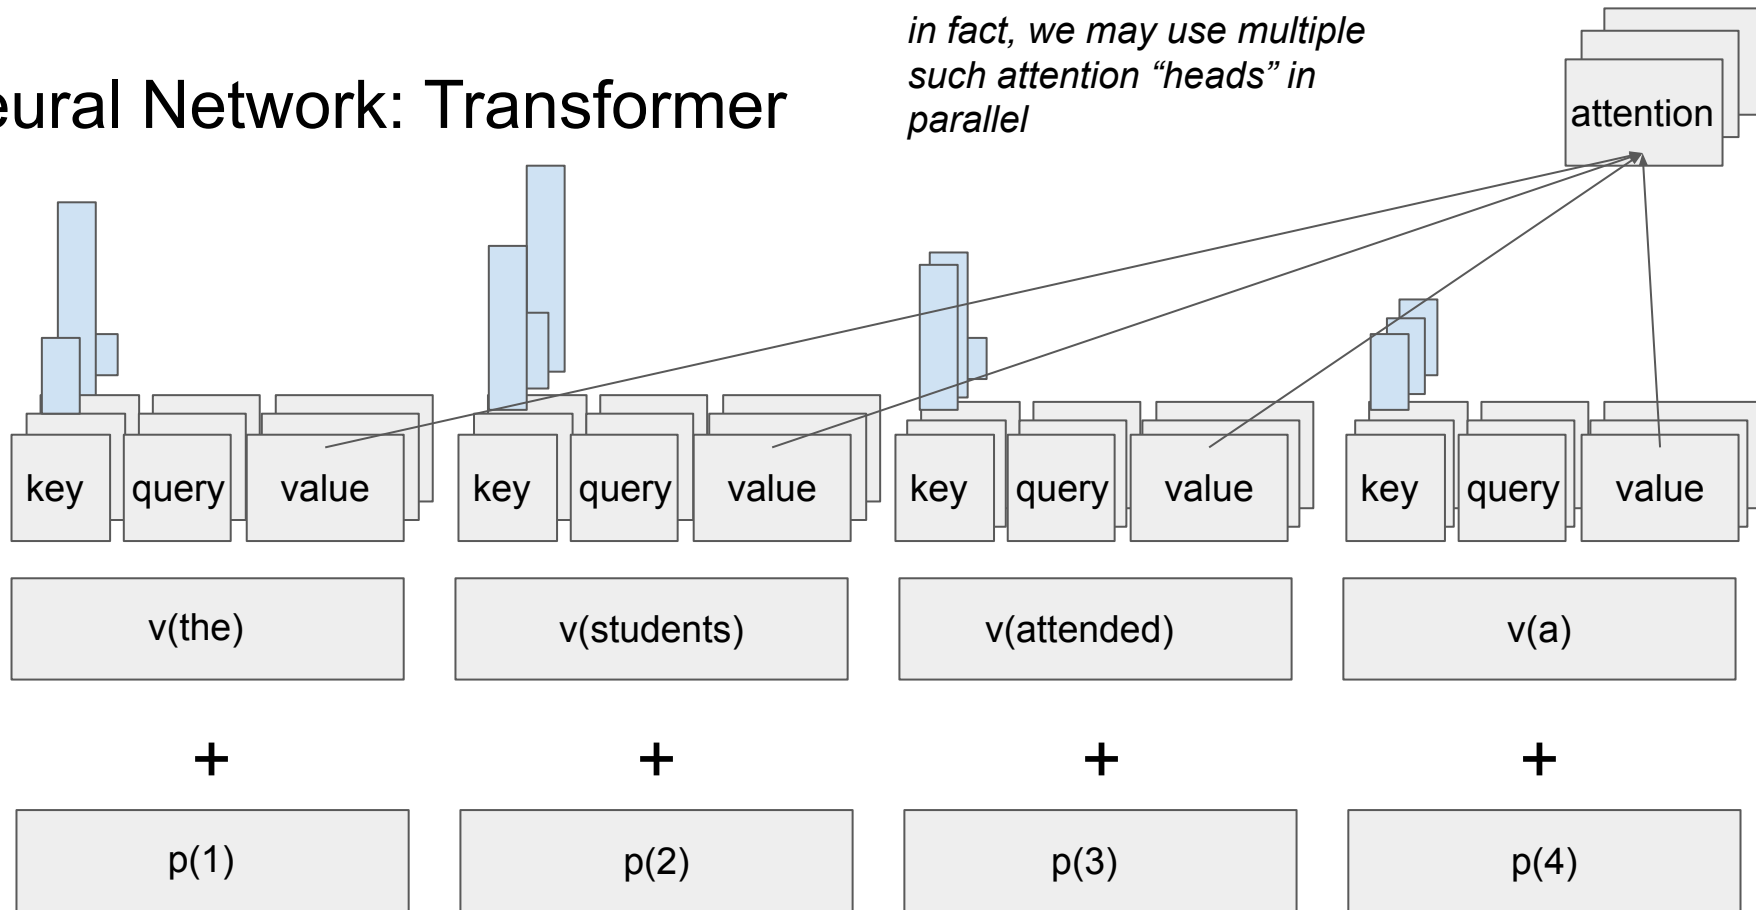 in fact, we may use multiple
such attention “heads” in
parallel
eural Network: Transformer
attention
key query value key query value key query value key query value
v(the) v(students) v(attended) v(a)
+ + + +
p(1) p(2) p(3) p(4)